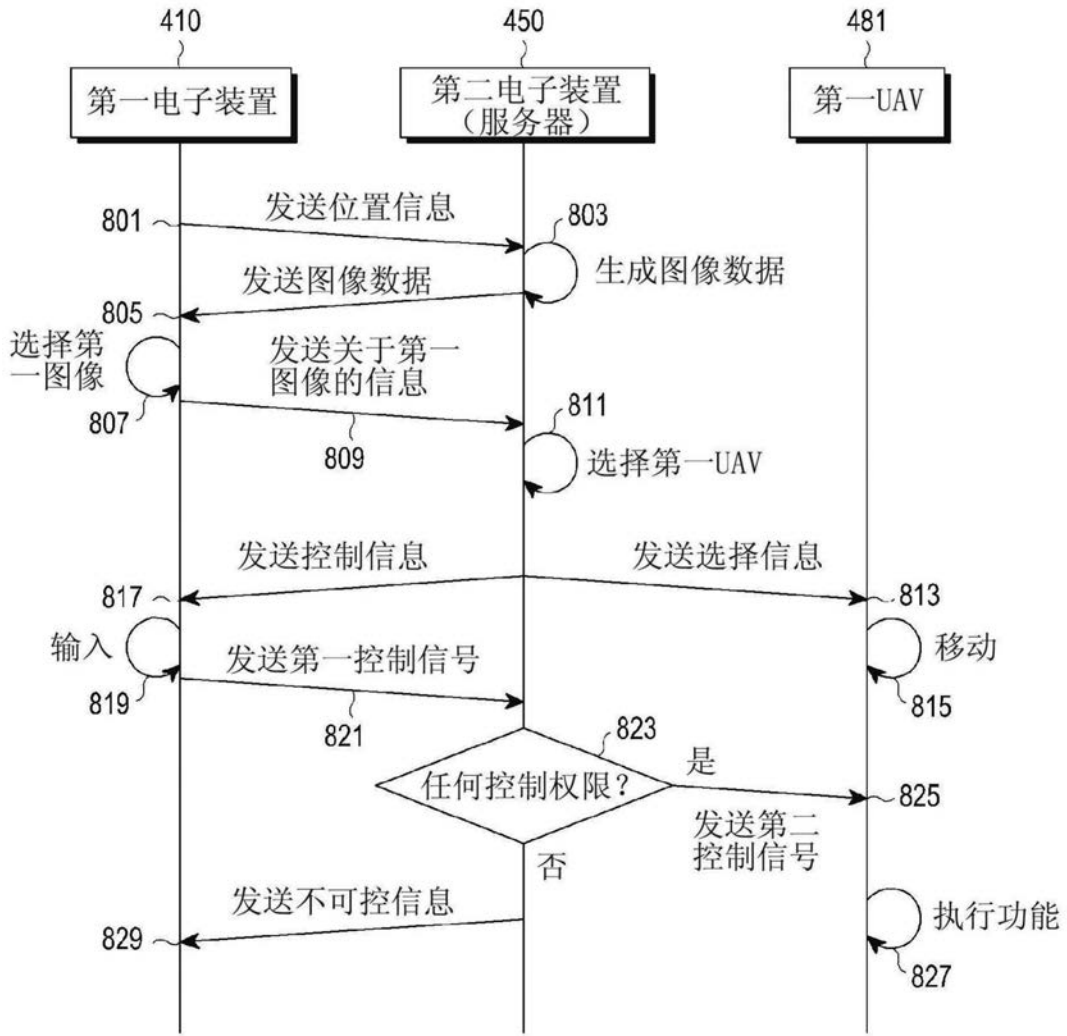 410
450
481
第一电子装置
第二电子装置
（服务器）
第一UAV
801
发送位置信息
803
生成图像数据
发送图像数据
805
选择第
一图像
807
发送关于第一
图像的信息
809
811
选择第一UAV
发送控制信息
发送选择信息
817
813
输入
移动
819
815
发送第一控制信号
821
823
任何控制权限？
是
825
发送第二
控制信号
否
发送不可控信息
829
执行功能
827